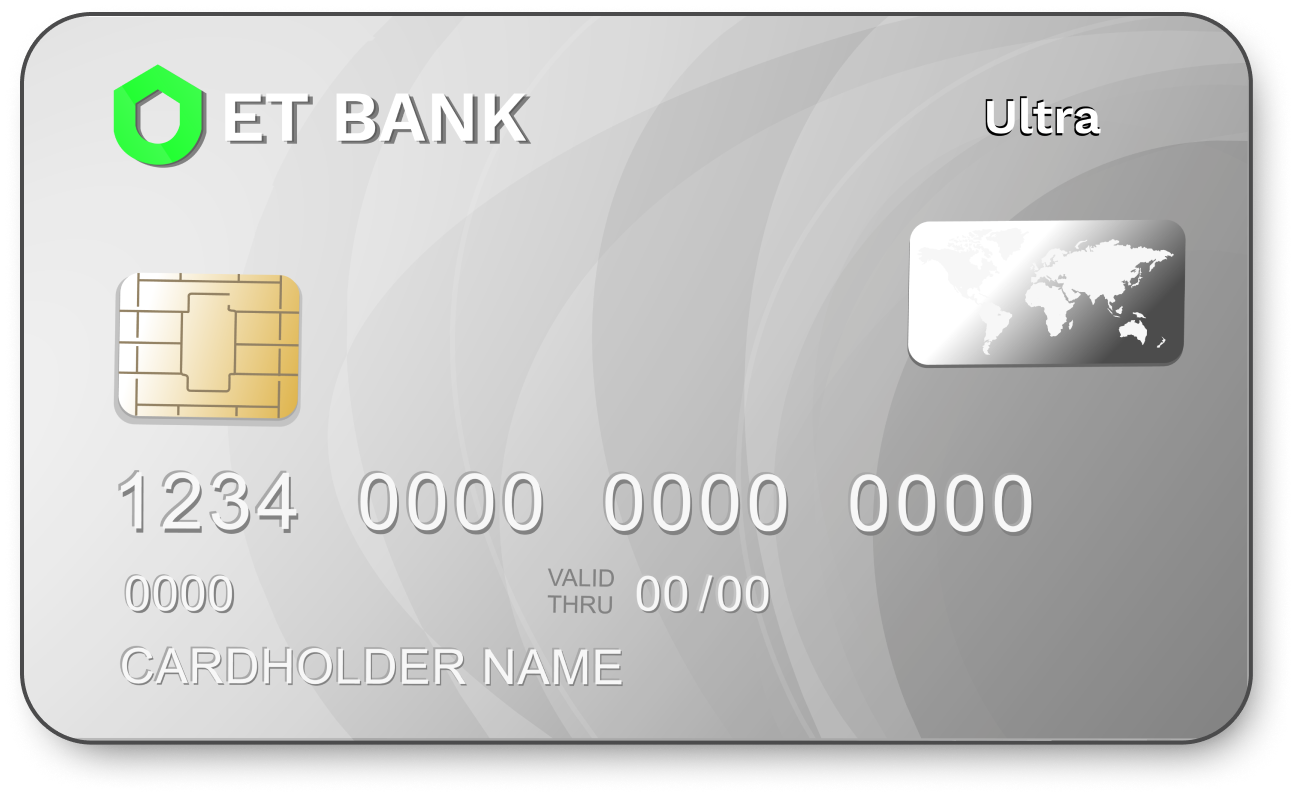 ET BANK
Ultra
1234 0000 0000 0000
0000
VALID
THRU 00/00
CARDHOLDER NAME